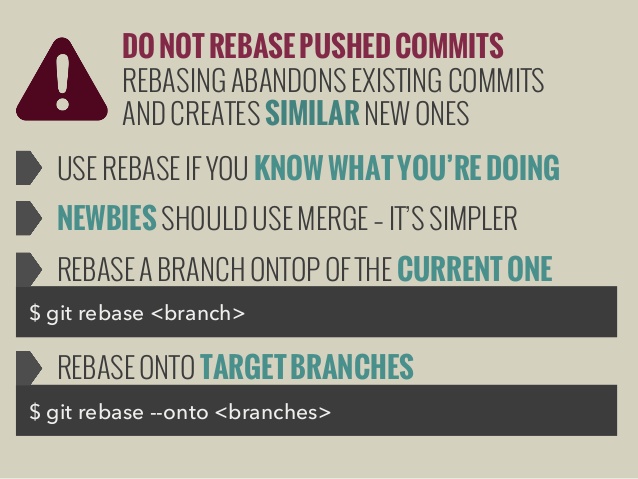 DO NOT REBASE PUSHED COMMITS
REBASING ABANDONS EXISTING COMMITS
AND CREATES SIMILAR NEW ONES
USE REBASE IF YOU KNOW WHAT YOU'RE DOING
NEWBIES SHOULD USE MERGE – IT'S SIMPLER
REBASE A BRANCH ONTOP OF THE CURRENT ONE
$ git rebase <branch>
REBASE ONTO TARGET BRANCHES
$ git rebase --onto <branches>